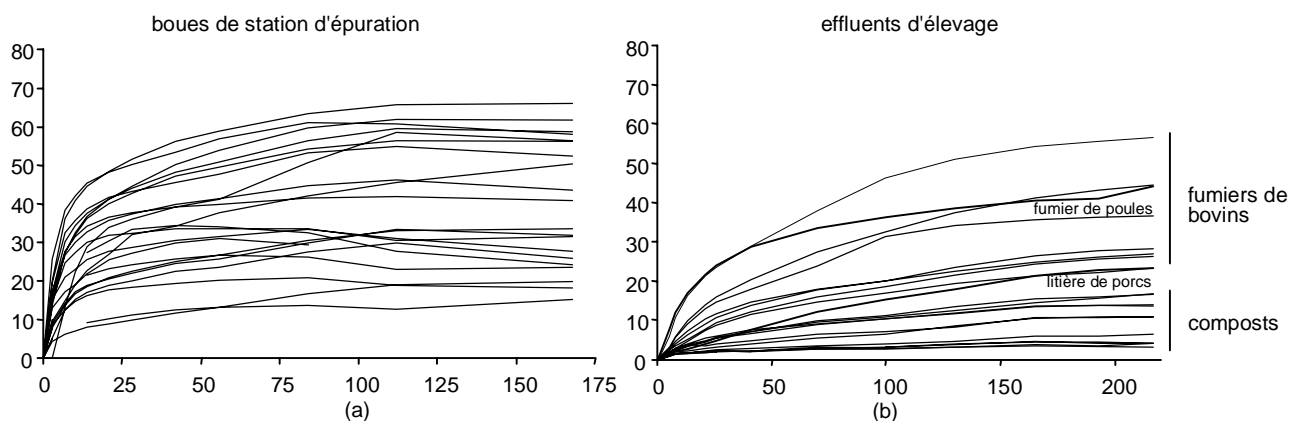 boues de station d'épuration
80
70
60
50
40
30
20
10
0
0 25 50 75 100 125 150 175
(a)
effluents d'élevage
80
70
60
50
40
30
20
10
0
0 50 100 150 200
(b)
fumier de poules
litière de porcs
fumiers de
bovins
composts